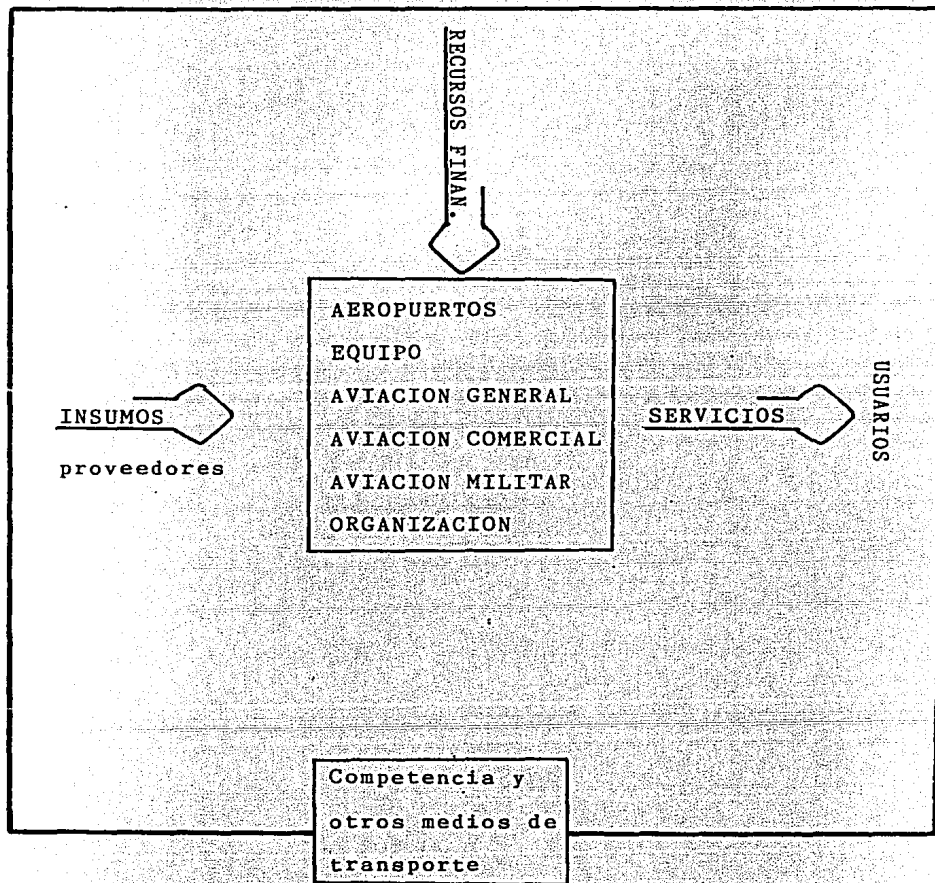 RECURSOS FINAN.
AEROPUERTOS
EQUIPO
AVIACION GENERAL
AVIACION COMERCIAL
AVIACION MILITAR
ORGANIZACION
INSUMOS
proveedores
SERVICIOS
USUARIOS
Competencia y
otros medios de
transporte